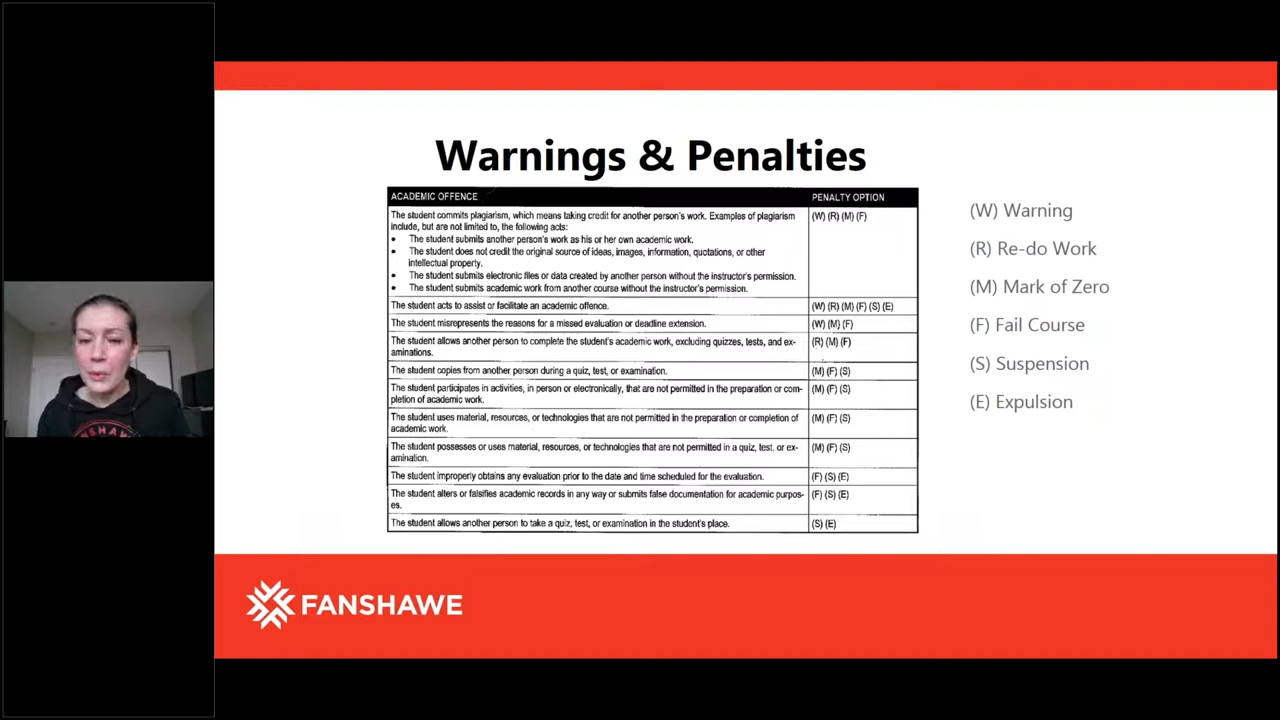 Warnings & Penalties
ACADEMIC OFFENCE PENALTY OPTION
The student commits plagiarism, which means taking credit for another person's work. Examples of plagiarism (W) (R) (M) (F)
include, but are not limited to, the following acts:
• The student submits another person's work as his or her own academic work.
• The student does not credit the original source of ideas, images, information, quotations, or other
intellectual property.
• The student submits electronic files or data created by another person without the instructor's permission.
• The student submits academic work from another course without the instructor's permission.
The student acts to assist or facilitate an academic offence. (W) (R) (M) (F) (S) (E)
The student misrepresents the reasons for a missed evaluation or deadline extension. (W) (M) (F)
The student allows another person to complete the student's academic work, excluding quizzes, tests, and ex- (R) (M) (F)
aminations.
The student copies from another person during a quiz, test, or examination. (M) (F) (S)
The student participates in activities, in person or electronically, that are not permitted in the preparation or com- (M) (F) (S)
pletion of academic work.
The student uses material, resources, or technologies that are not permitted in the preparation or completion of (M) (F) (S)
academic work.
The student possesses or uses material, resources, or technologies that are not permitted in a quiz, test, or ex- (M) (F) (S)
amination.
The student improperly obtains any evaluation prior to the date and time scheduled for the evaluation. (F) (S) (E)
The student alters or falsifies academic records in any way or submits false documentation for academic purpos- (F) (S) (E)
es.
The student allows another person to take a quiz, test, or examination in the student's place. (S) (E)
(W) Warning
(R) Re-do Work
(M) Mark of Zero
(F) Fail Course
(S) Suspension
(E) Expulsion
FANSHAWE